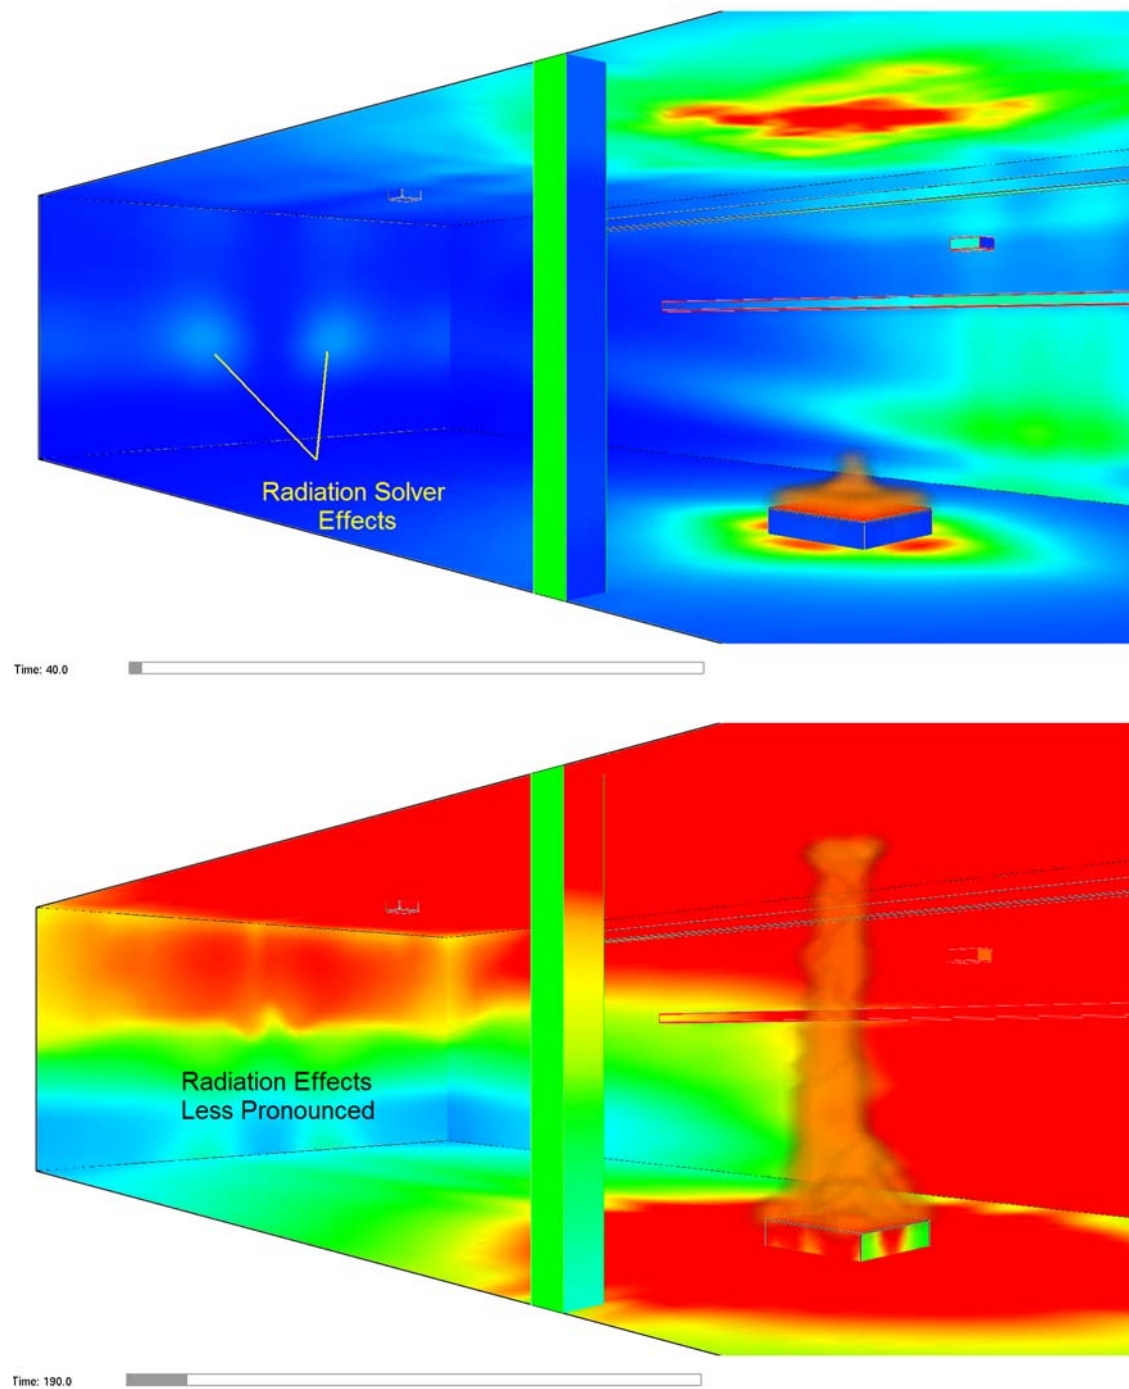 Radiation Solver
Effects
Time: 40.0
Radiation Effects
Less Pronounced
Time: 190.0